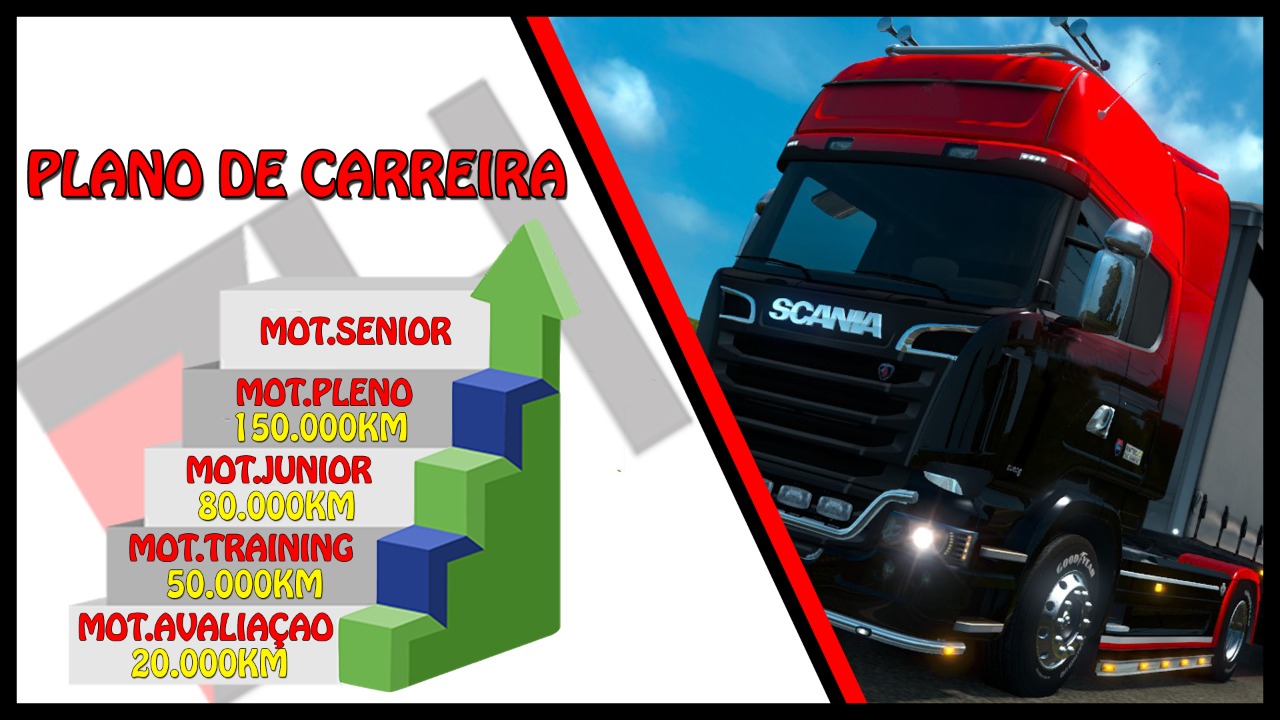 PLANO DE CARREIRA
MOT.SENIOR
MOT.PLENO
150.000KM
MOT.JUNIOR
80.000KM
MOT.TRAINING
50.000KM
MOT.AVALIAÇAO
20.000KM
SCANIA
GOODYEAR